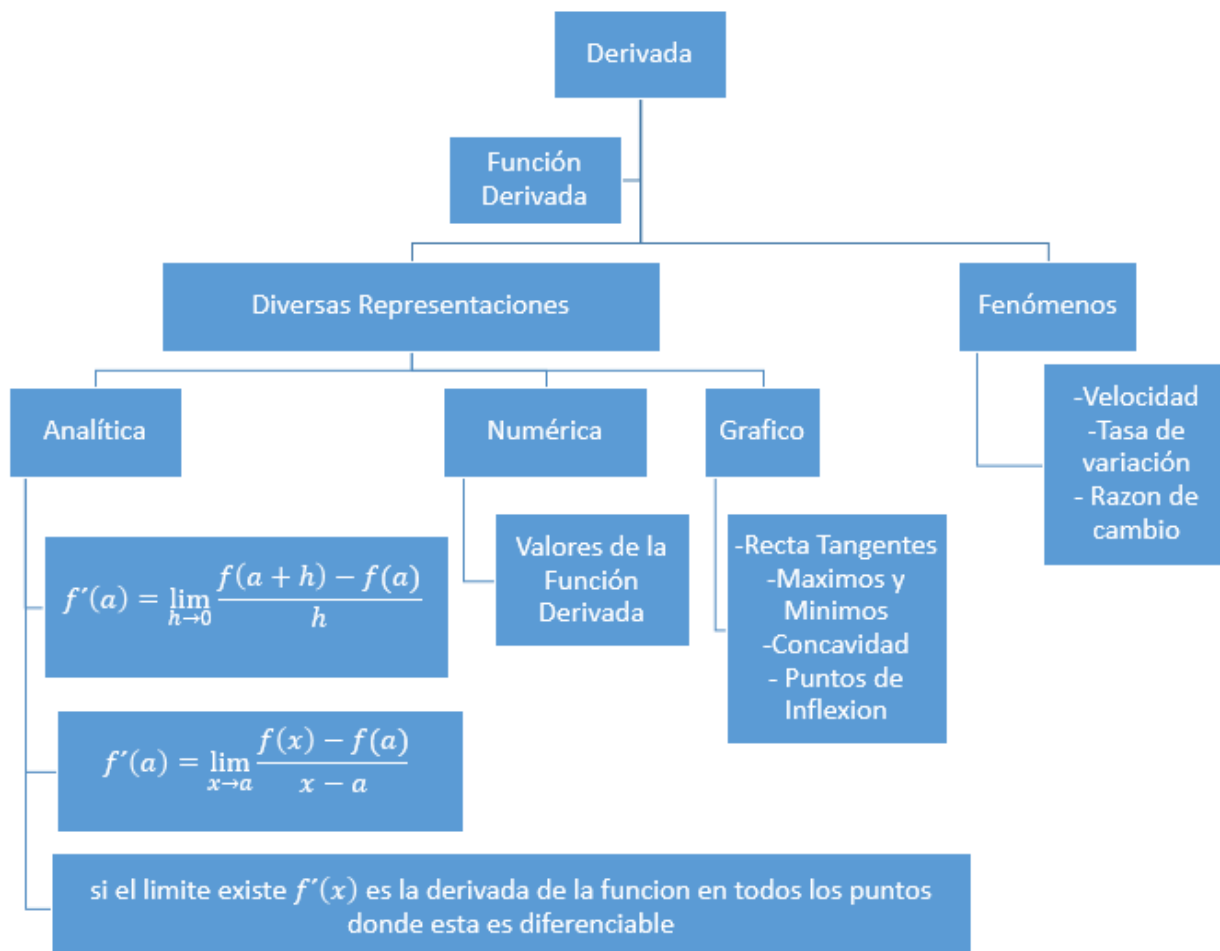 Derivada
Función
Derivada
Diversas Representaciones
Fenómenos
Analítica
Numérica
Grafico
-Velocidad
-Tasa de
variación
- Razon de
cambio
f´(a) = lim h→0 f(a + h) − f(a) / h
Valores de la
Función
Derivada
-Recta Tangentes
-Maximos y
Minimos
-Concavidad
- Puntos de
Inflexion
f´(a) = lim x→a f(x) − f(a) / x − a
si el limite existe f´(x) es la derivada de la funcion en todos los puntos
donde esta es diferenciable